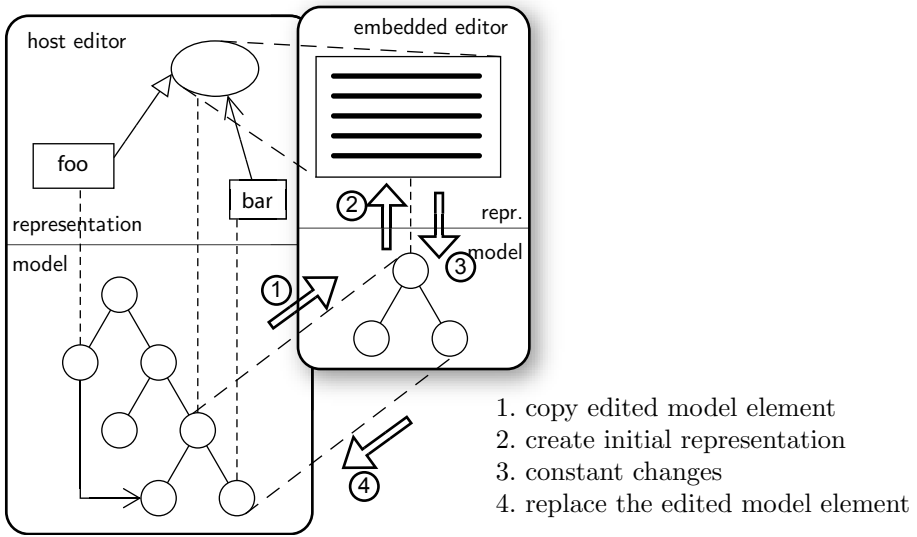 host editor
embedded editor
foo
bar
representation
repr.
model
model
1
2
3
4
1. copy edited model element
2. create initial representation
3. constant changes
4. replace the edited model element